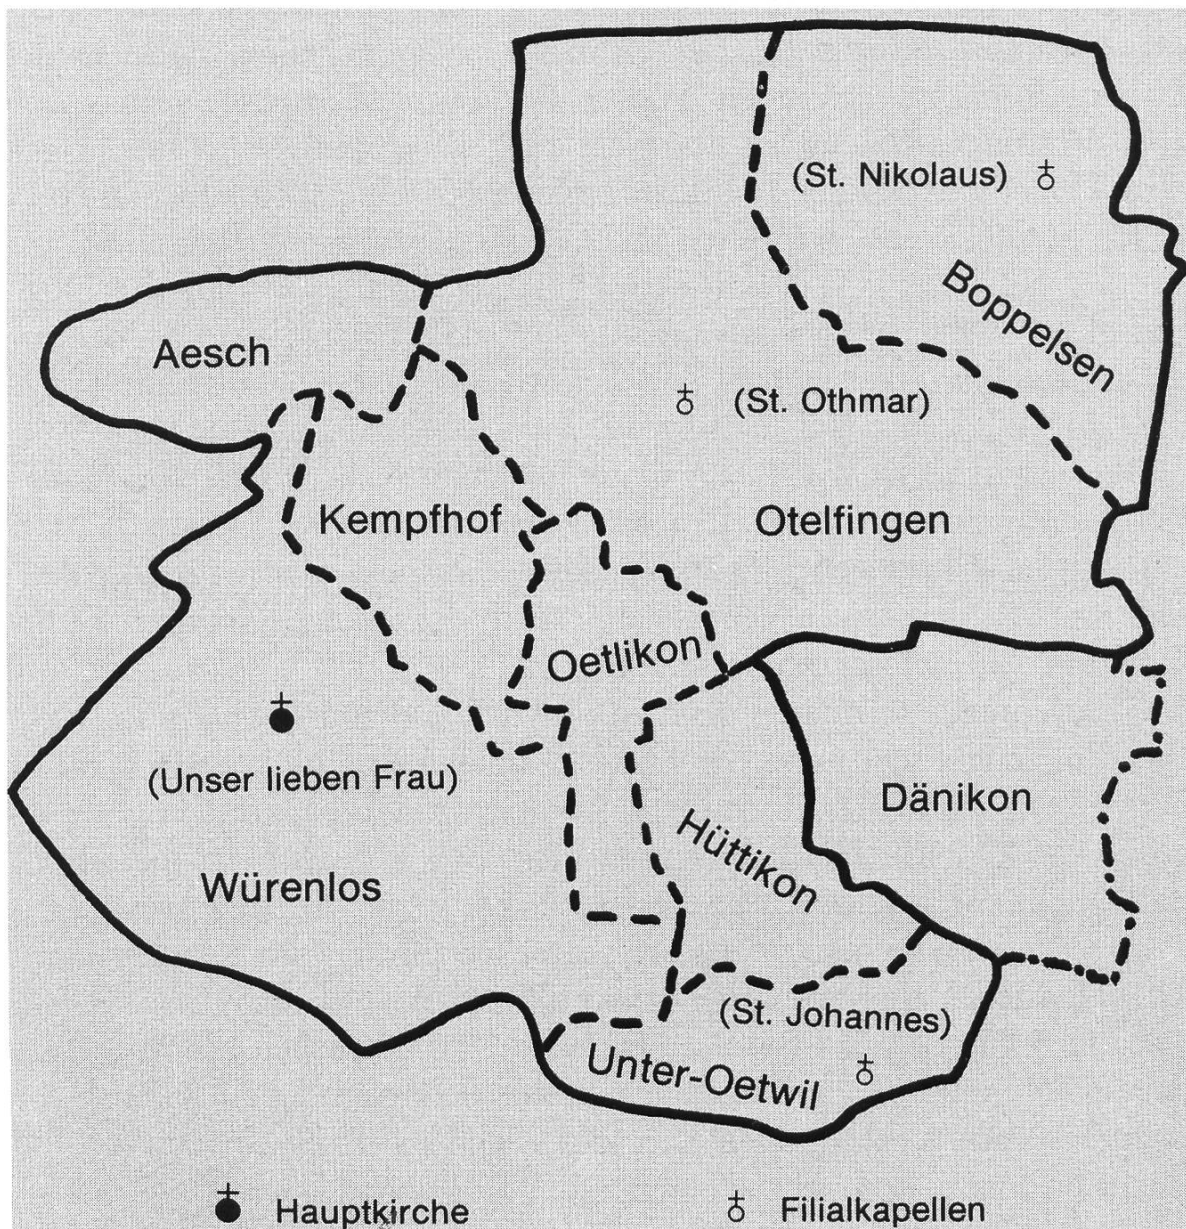 (St. Nikolaus)
Boppelsen
Aesch
(St. Othmar)
Kempfhof
Otelfingen
Oetlikon
(Unser lieben Frau)
Dänikon
Hüttikon
Würenlos
(St. Johannes)
Unter-Oetwil
Hauptkirche
Filialkapellen